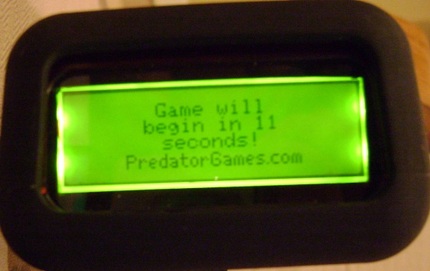 Game will
begin in 11
seconds!
PredatorGames.com